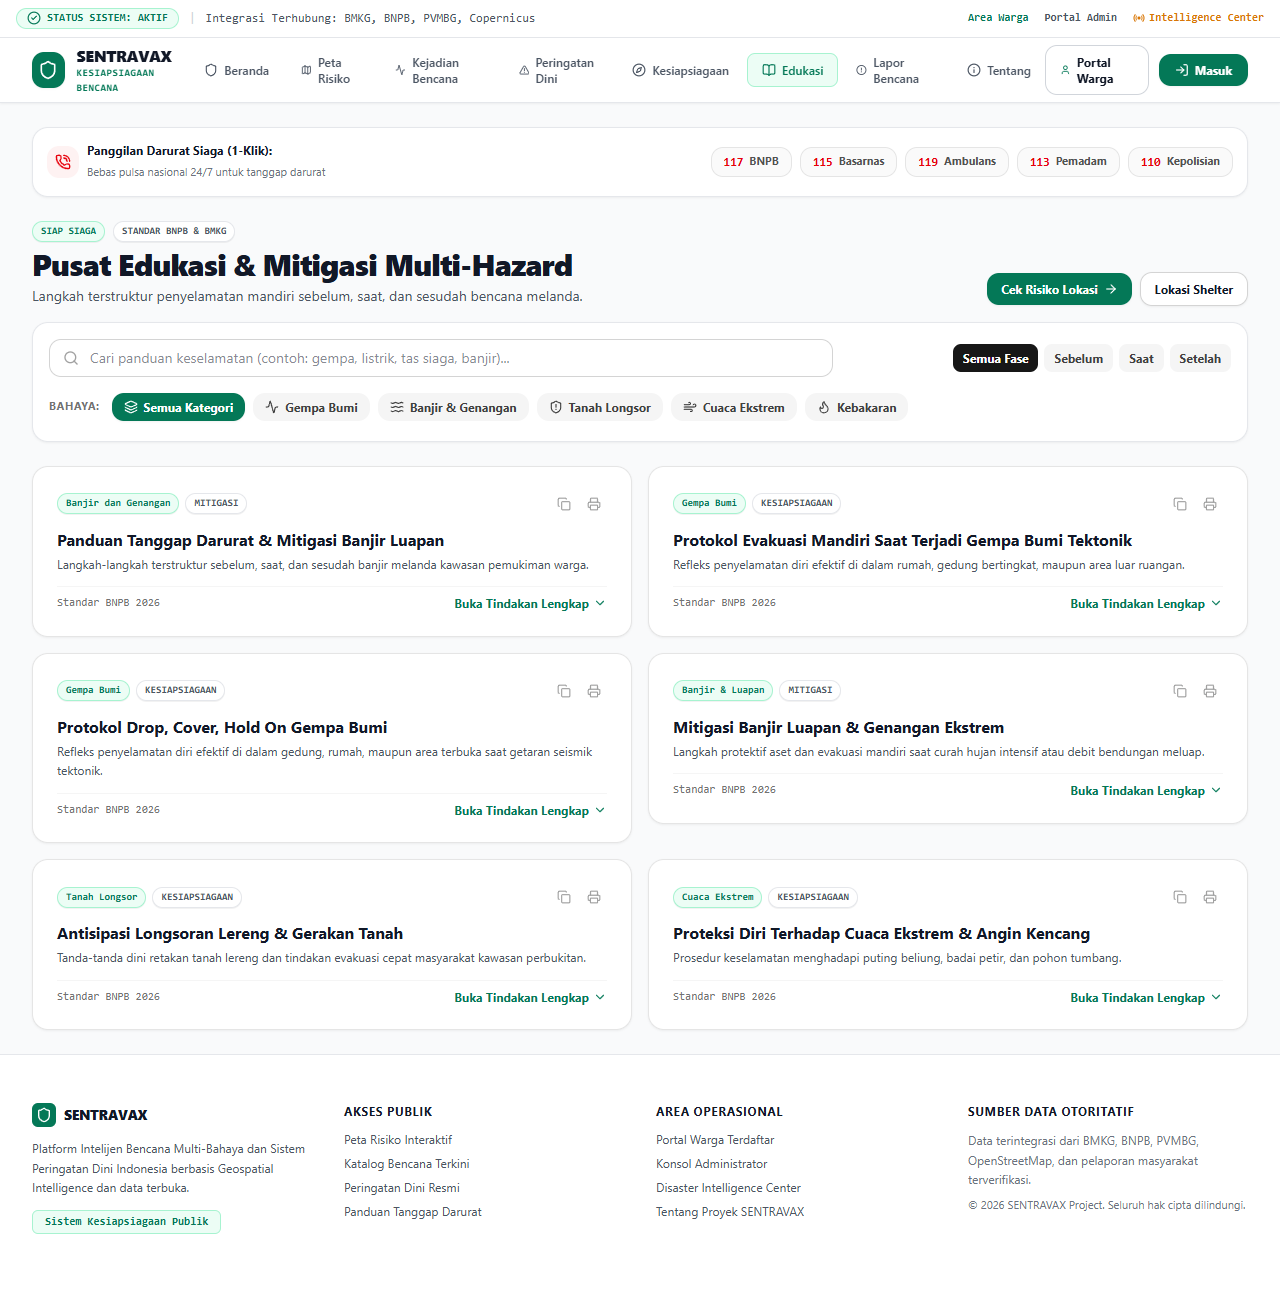 STATUS SISTEM: AKTIF | Integrasi Terhubung: BMKG, BNPB, PVMBG, Copernicus
Area Warga Portal Admin Intelligence Center
SENTRAVAX
KESIAPSIAGAAN
BENCANA
Beranda
Peta
Risiko
Kejadian
Bencana
Peringatan
Dini
Kesiapsiagaan
Edukasi
Lapor
Bencana
Tentang
Portal
Warga
Masuk
Panggilan Darurat Siaga (1-Klik):
Bebas pulsa nasional 24/7 untuk tanggap darurat
117 BNPB
115 Basarnas
119 Ambulans
113 Pemadam
110 Kepolisian
SIAP SIAGA
STANDAR BNPB & BMKG
Pusat Edukasi & Mitigasi Multi-Hazard
Langkah terstruktur penyelamatan mandiri sebelum, saat, dan sesudah bencana melanda.
Cek Risiko Lokasi
Lokasi Shelter
Cari panduan keselamatan (contoh: gempa, listrik, tas siaga, banjir)...
Semua Fase
Sebelum
Saat
Setelah
BAHAYA:
Semua Kategori
Gempa Bumi
Banjir & Genangan
Tanah Longsor
Cuaca Ekstrem
Kebakaran
Banjir dan Genangan
MITIGASI
Panduan Tanggap Darurat & Mitigasi Banjir Luapan
Langkah-langkah terstruktur sebelum, saat, dan sesudah banjir melanda kawasan pemukiman warga.
Standar BNPB 2026
Buka Tindakan Lengkap
Gempa Bumi
KESIAPSIAGAAN
Protokol Evakuasi Mandiri Saat Terjadi Gempa Bumi Tektonik
Refleks penyelamatan diri efektif di dalam rumah, gedung bertingkat, maupun area luar ruangan.
Standar BNPB 2026
Buka Tindakan Lengkap
Gempa Bumi
KESIAPSIAGAAN
Protokol Drop, Cover, Hold On Gempa Bumi
Refleks penyelamatan diri efektif di dalam gedung, rumah, maupun area terbuka saat getaran seismik
tektonik.
Standar BNPB 2026
Buka Tindakan Lengkap
Banjir & Luapan
MITIGASI
Mitigasi Banjir Luapan & Genangan Ekstrem
Langkah protektif aset dan evakuasi mandiri saat curah hujan intensif atau debit bendungan meluap.
Standar BNPB 2026
Buka Tindakan Lengkap
Tanah Longsor
KESIAPSIAGAAN
Antisipasi Longsoran Lereng & Gerakan Tanah
Tanda-tanda dini retakan tanah lereng dan tindakan evakuasi cepat masyarakat kawasan perbukitan.
Standar BNPB 2026
Buka Tindakan Lengkap
Cuaca Ekstrem
KESIAPSIAGAAN
Proteksi Diri Terhadap Cuaca Ekstrem & Angin Kencang
Prosedur keselamatan menghadapi puting beliung, badai petir, dan pohon tumbang.
Standar BNPB 2026
Buka Tindakan Lengkap
SENTRAVAX
Platform Intelijen Bencana Multi-Bahaya dan Sistem
Peringatan Dini Indonesia berbasis Geospatial
Intelligence dan data terbuka.
Sistem Kesiapsiagaan Publik
AKSES PUBLIK
Peta Risiko Interaktif
Katalog Bencana Terkini
Peringatan Dini Resmi
Panduan Tanggap Darurat
AREA OPERASIONAL
Portal Warga Terdaftar
Konsol Administrator
Disaster Intelligence Center
Tentang Proyek SENTRAVAX
SUMBER DATA OTORITATIF
Data terintegrasi dari BMKG, BNPB, PVMBG,
OpenStreetMap, dan pelaporan masyarakat
terverifikasi.
© 2026 SENTRAVAX Project. Seluruh hak cipta dilindungi.